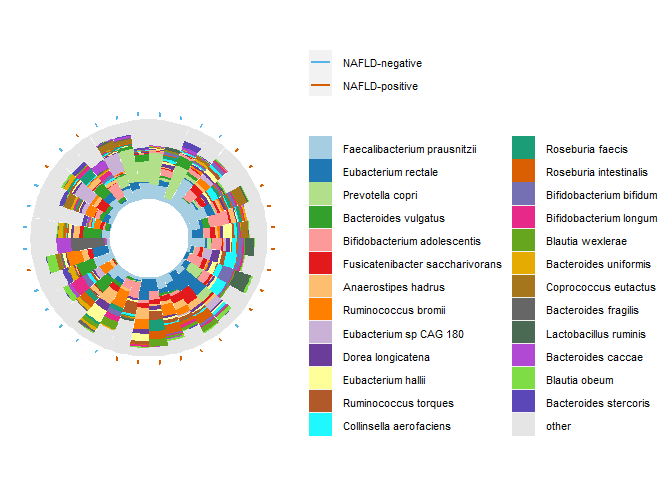 NAFLD-negative
NAFLD-positive
Faecalibacterium prausnitzii
Eubacterium rectale
Prevotella copri
Bacteroides vulgatus
Bifidobacterium adolescentis
Fusicatenibacter saccharivorans
Anaerostipes hadrus
Ruminococcus bromii
Eubacterium sp CAG 180
Dorea longicatena
Eubacterium hallii
Ruminococcus torques
Collinsella aerofaciens
Roseburia faecis
Roseburia intestinalis
Bifidobacterium bifidum
Bifidobacterium longum
Blautia wexlerae
Bacteroides uniformis
Coprococcus eutactus
Bacteroides fragilis
Lactobacillus ruminis
Bacteroides caccae
Blautia obeum
Bacteroides stercoris
other